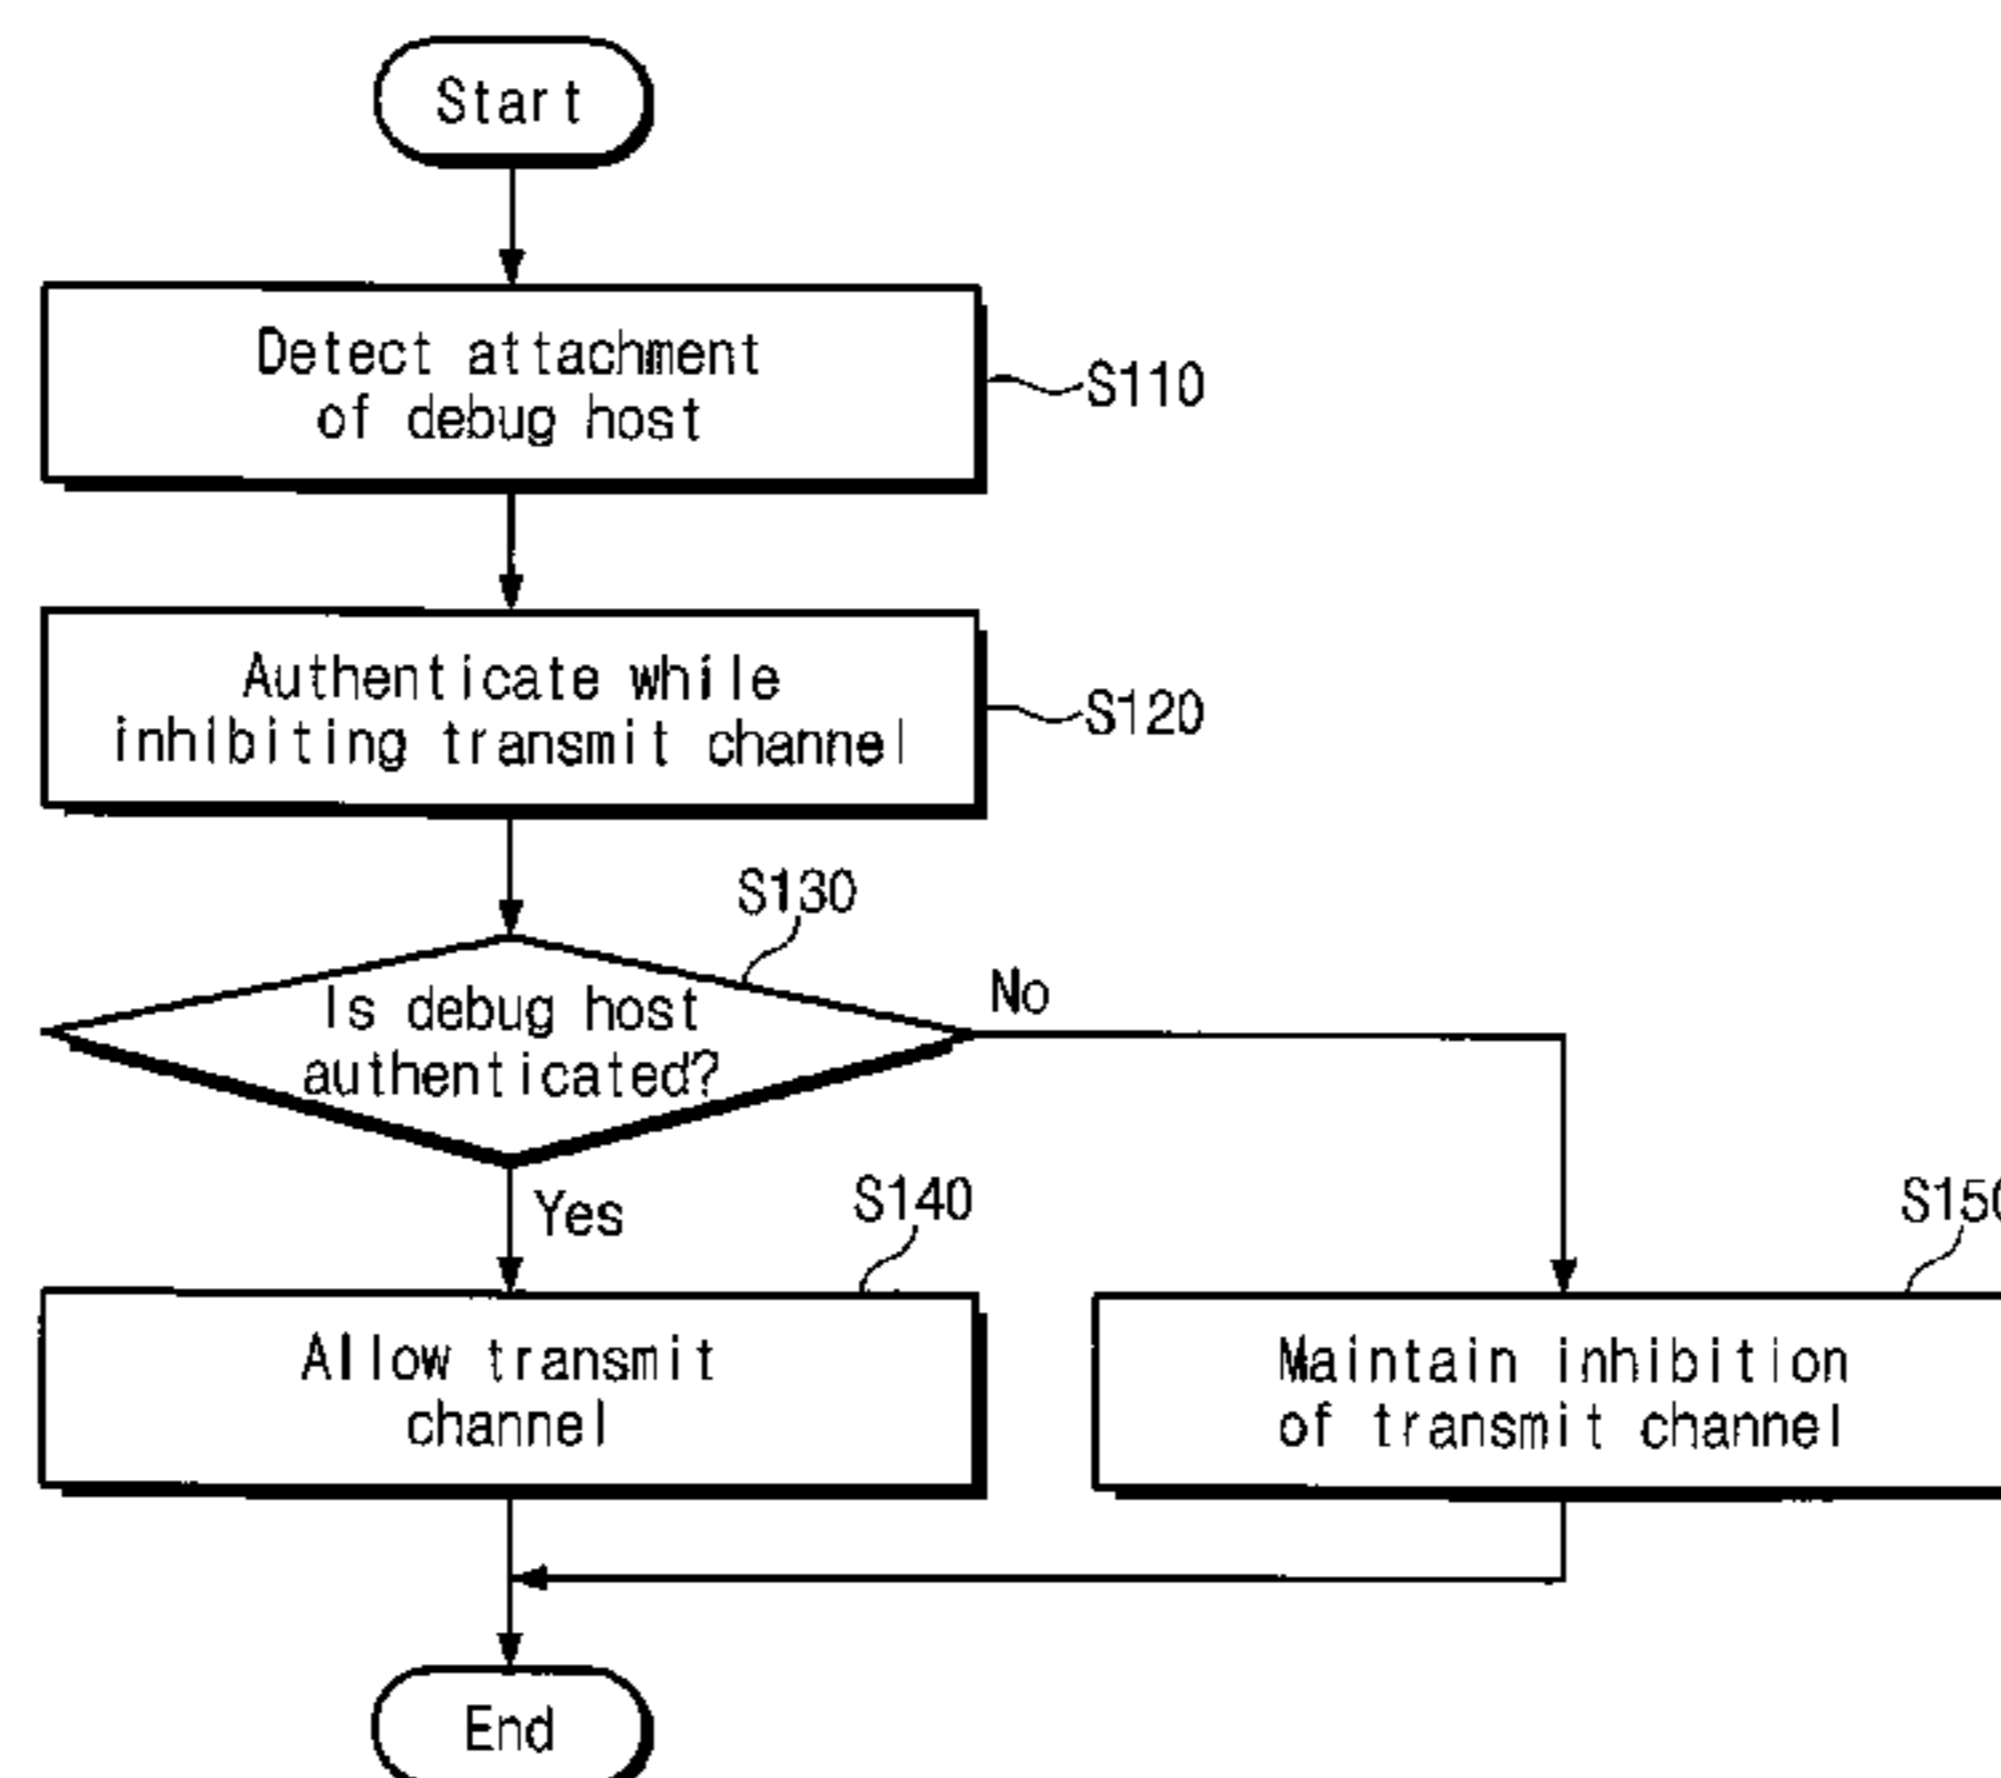 Start
Detect attachment
of debug host
S110
Authenticate while
inhibiting transmit channel
S120
S130
Is debug host
authenticated?
No
Yes
S140
Allow transmit
channel
S150
Maintain inhibition
of transmit channel
End